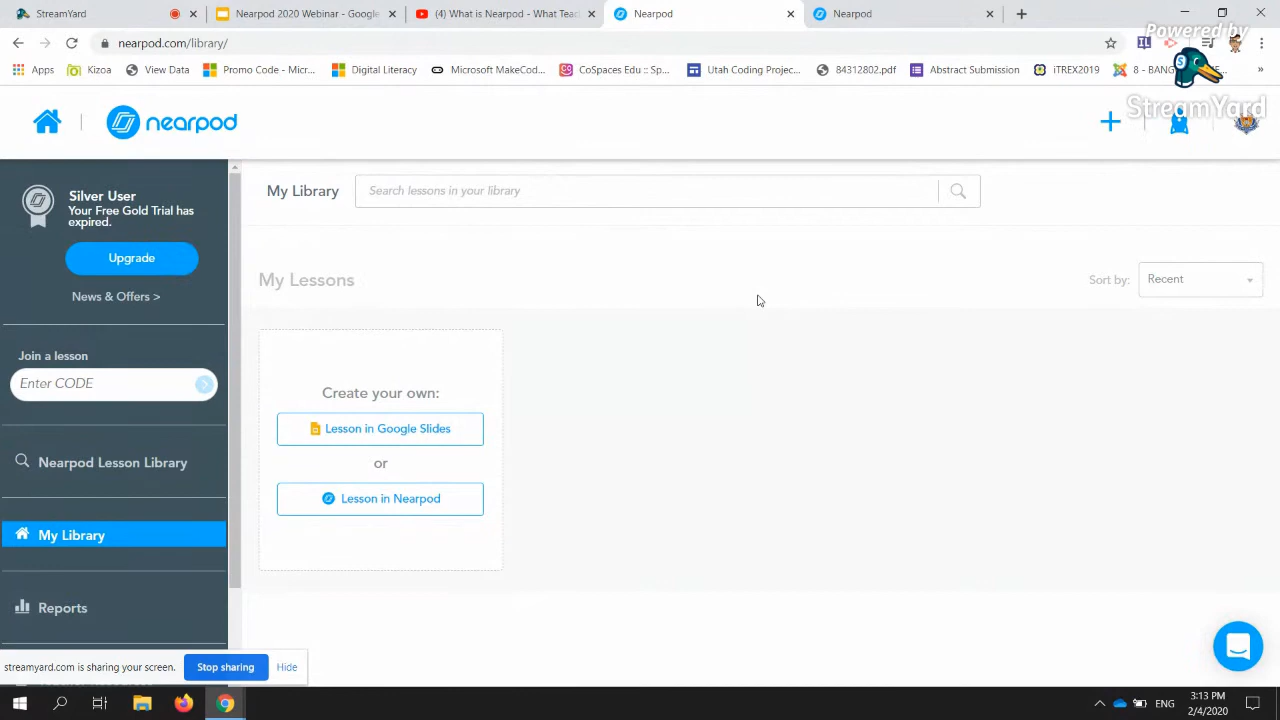 StreamYard
Nearpod 2020 Webinar - Google
(4) What is Nearpod - What Teac
Nearpod
Nearpod
nearpod.com/library/
Apps
Kizoa
View Data
Promo Code - Micr...
Digital Literacy
Microsoft MakeCod...
CoSpaces Edu :: Sp...
Utah Coding Projec...
84312802.pdf
Abstract Submission
iTREX2019
Powered by
StreamYard
nearpod
Silver User
Your Free Gold Trial has
expired.
Upgrade
News & Offers >
Join a lesson
Enter CODE
Nearpod Lesson Library
My Library
Reports
My Library
Search lessons in your library
My Lessons
Sort by:
Recent
Create your own:
Lesson in Google Slides
or
Lesson in Nearpod
streamyard.com is sharing your screen.
Stop sharing
Hide
ENG
3:13 PM
2/4/2020